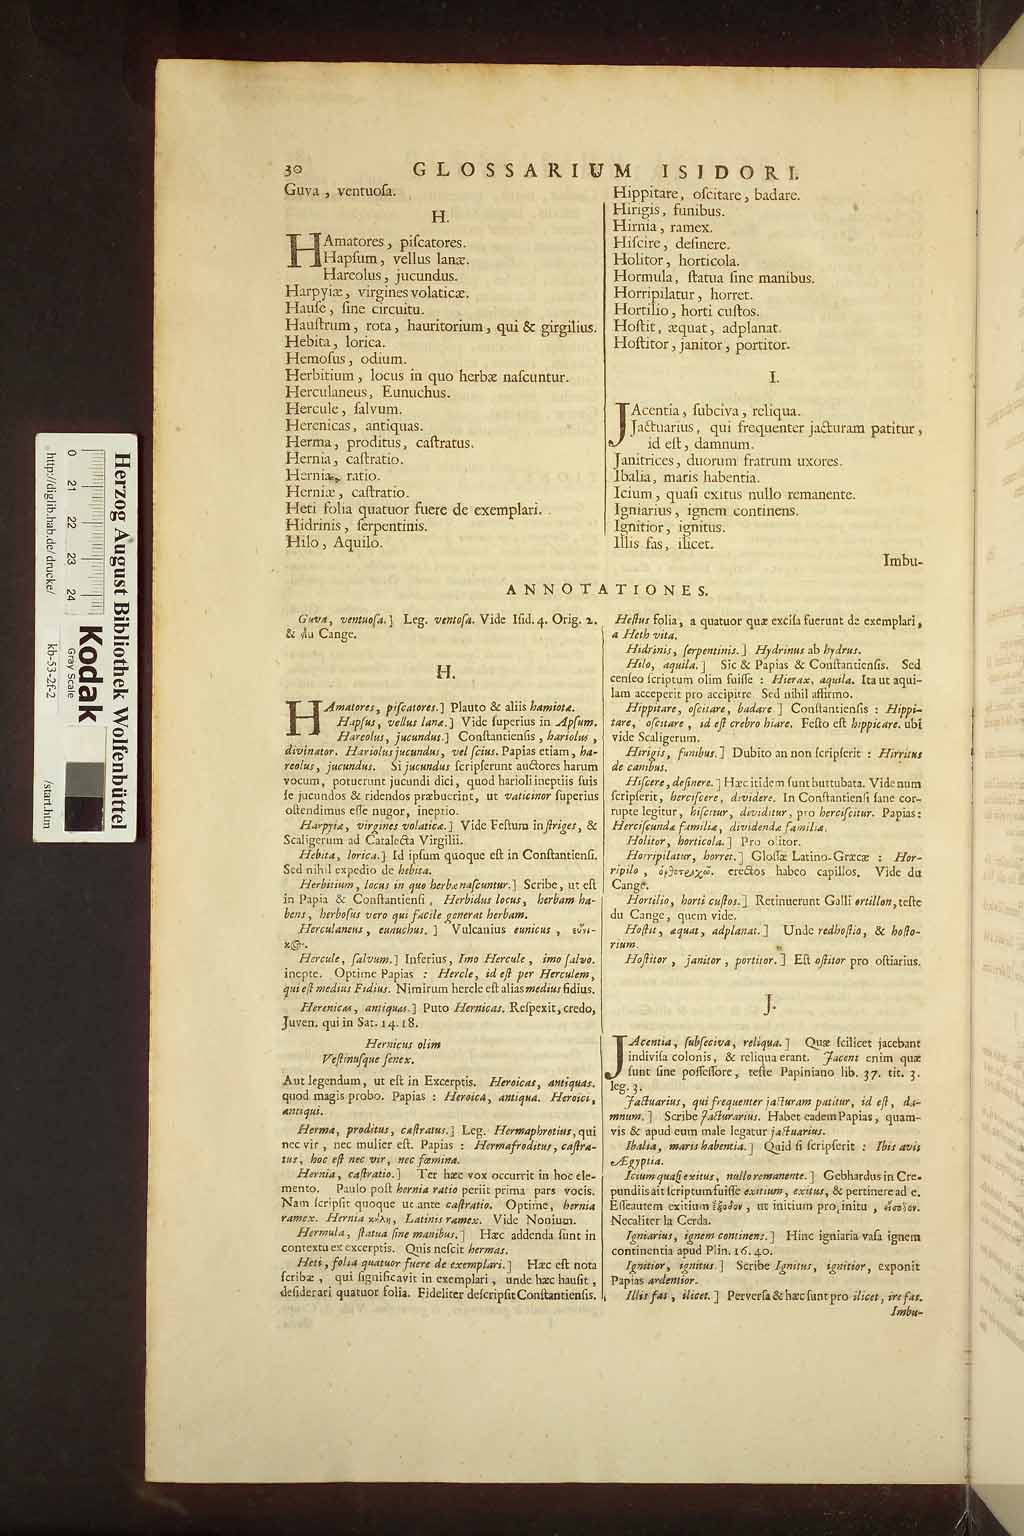 30 GLOSSARIUM ISIDORI.
Guva, ventuoſa.
H.
HAmatores, piſcatores.
Hapſum, vellus lanæ.
Hareolus, jucundus.
Harpyiæ, virgines volaticæ.
Hauſe, ſine circuitu.
Hauſtrum, rota, hauritorium, qui & girgilius.
Hebita, lorica.
Hemoſus, odium.
Herbitium, locus in quo herbæ naſcuntur.
Herculaneus, Eunuchus.
Hercule, ſalvum.
Herenicas, antiquas.
Herma, proditus, caſtratus.
Hernia, caſtratio.
Hernia, ratio.
Herniæ, caſtratio.
Heti folia quatuor fuere de exemplari.
Hidrinis, ſerpentinis.
Hilo, Aquilo.
Hippitare, oſcitare, badare.
Hirigis, funibus.
Hirnia, ramex.
Hiſcire, deſinere.
Holitor, horticola.
Hormula, ſtatua ſine manibus.
Horripilatur, horret.
Hortilio, horti cuſtos.
Hoſtit, æquat, adplanat.
Hoſtitor, janitor, portitor.
I.
JAcentia, ſubſciva, reliqua.
Jactuarius, qui frequenter jacturam patitur,
id eſt, damnum.
Janitrices, duorum fratrum uxores.
Ibalia, maris habentia.
Icium, quaſi exitus nullo remanente.
Igniarius, ignem continens.
Ignitior, ignitus.
Illis fas, ilicet.
Imbu-
ANNOTATIONES.
Guva, ventuoſa.] Leg. ventoſa. Vide Iſid. 4. Orig. 2.
& du Cange.
H.
HAmatores, piſcatores.] Plauto & aliis hamiotæ.
Hapſus, vellus lanæ.] Vide ſuperius in Apſum.
Hareolus, jucundus.] Conſtantienſis, hariolus,
divinator. Hariolus jucundus, vel ſcius. Papias etiam, ha-
reolus, jucundus. Si jucundus ſcripſerunt auctores harum
vocum, potuerunt jucundi dici, quod harioli ineptiis ſuis
ſe jucundos & ridendos præbuerint, ut vaticinor ſuperius
oſtendimus eſſe nugor, ineptio.
Harpyiæ, virgines volaticæ.] Vide Feſtum in ſtriges, &
Scaligerum ad Catalecta Virgilii.
Hebita, lorica.] Id ipſum quoque eſt in Conſtantienſi.
Sed nihil expedio de hebita.
Herbitium, locus in quo herbæ naſcuntur.] Scribe, ut eſt
in Papia & Conſtantienſi, Herbidus locus, herbam ha-
bens, herboſus vero qui facile generat herbam.
Herculaneus, eunuchus.] Vulcanius eunicus, εὐνι-
χ@.
Hercule, ſalvum.] Inferius, Imo Hercule, imo ſalvo.
inepte. Optime Papias : Hercle, id eſt per Herculem,
qui eſt medius Fidius. Nimirum hercle eſt alias medius fidius.
Herenicas, antiquas.] Puto Hernicas. Reſpexit, credo,
Juven. qui in Sat. 14. 18.
Hernicus olim
Veſtinuſque ſenex.
Aut legendum, ut eſt in Excerptis. Heroicas, antiquas.
quod magis probo. Papias : Heroica, antiqua. Heroici,
antiqui.
Herma, proditus, caſtratus.] Leg. Hermaphrotius, qui
nec vir, nec mulier eſt. Papias : Hermafroditus, caſtra-
tus, hoc eſt nec vir, nec fœmina.
Hernia, caſtratio.] Ter hæc vox occurrit in hoc ele-
mento. Paulo poſt hernia ratio periit prima pars vocis.
Nam ſcripſit quoque ut ante caſtratio. Optime, hernia
ramex. Hernia κήλη, Latinis ramex. Vide Nonium.
Hermula, ſtatua ſine manibus.] Hæc addenda ſunt in
contextu ex excerptis. Quis neſcit hermas.
Heti, folia quatuor fuere de exemplari.] Hæc eſt nota
ſcribæ, qui ſignificavit in exemplari, unde hæc hauſit,
deſiderari quatuor folia. Fideliter deſcripſit Conſtantienſis.
Heſtus folia, a quatuor quæ exciſa fuerunt de exemplari,
a Heth vita.
Hidrinis, ſerpentinis.] Hydrinus ab hydrus.
Hilo, aquila.] Sic & Papias & Conſtantienſis. Sed
cenſeo ſcriptum olim fuiſſe : Hierax, aquila. Ita ut aqui-
lam acceperit pro accipitre. Sed nihil affirmo.
Hippitare, oſcitare, badare.] Conſtantienſis : Hippi-
tare, oſcitare, id eſt crebro hiare. Feſto eſt hippicare. ubi
vide Scaligerum.
Hirigis, funibus.] Dubito an non ſcripſerit : Hirritus
de canibus.
Hiſcere, deſinere.] Hæc itidem ſunt butubata. Vide num
ſcripſerit, herciſcere, dividere. In Conſtantienſi ſane cor-
rupte legitur, hiſcitur, dividitur, pro herciſcitur. Papias :
Herciſcundæ familiæ, dividendæ familiæ.
Holitor, horticola.] Pro olitor.
Horripilatur, horret.] Gloſſæ Latino-Græcæ : Hor-
ripilo, ὀρθοτριχῶ. erectos habeo capillos. Vide du
Cange.
Hortilio, horti cuſtos.] Retinuerunt Galli ortillon, teſte
du Cange, quem vide.
Hoſtit, æquat, adplanat.] Unde redhoſtio, & hoſto-
rium.
Hoſtitor, janitor, portitor.] Eſt oſtitor pro oſtiarius.
J.
JAcentia, ſubſeciva, reliqua.] Quæ ſcilicet jacebant
indiviſa colonis, & reliqua erant. Jacent enim quæ
ſunt ſine poſſeſſore, teſte Papiniano lib. 37. tit. 3.
leg. 3.
Jactuarius, qui frequenter jacturam patitur, id eſt, da-
mnum.] Scribe Jacturarius. Habet eadem Papias, quam-
vis & apud eum male legatur jactuarius.
Ibalia, maris habentia.] Quid ſi ſcripſerit : Ibis avis
Ægyptia.
Icium quaſi exitus, nullo remanente.] Gebhardus in Cre-
pundiis ait ſcriptum fuiſſe exitium, exitus, & pertinere ad e.
Eſſe autem exitium ἔξοδον, ut initium pro initu, εἴσοδον.
Nec aliter la Cerda.
Igniarius, ignem continens.] Hinc igniaria vaſa ignem
continentia apud Plin. 16. 40.
Ignitior, ignitus.] Scribe Ignitus, ignitior, exponit
Papias ardentior.
Illis fas, ilicet.] Perverſa & hæc ſunt pro ilicet, ire fas.
Imbu-
Herzog August Bibliothek Wolfenbüttel
Kodak
Gray Scale
0 21 22 23 24
http://diglib.hab.de/drucke/ kb-53-2f-2 /start.htm